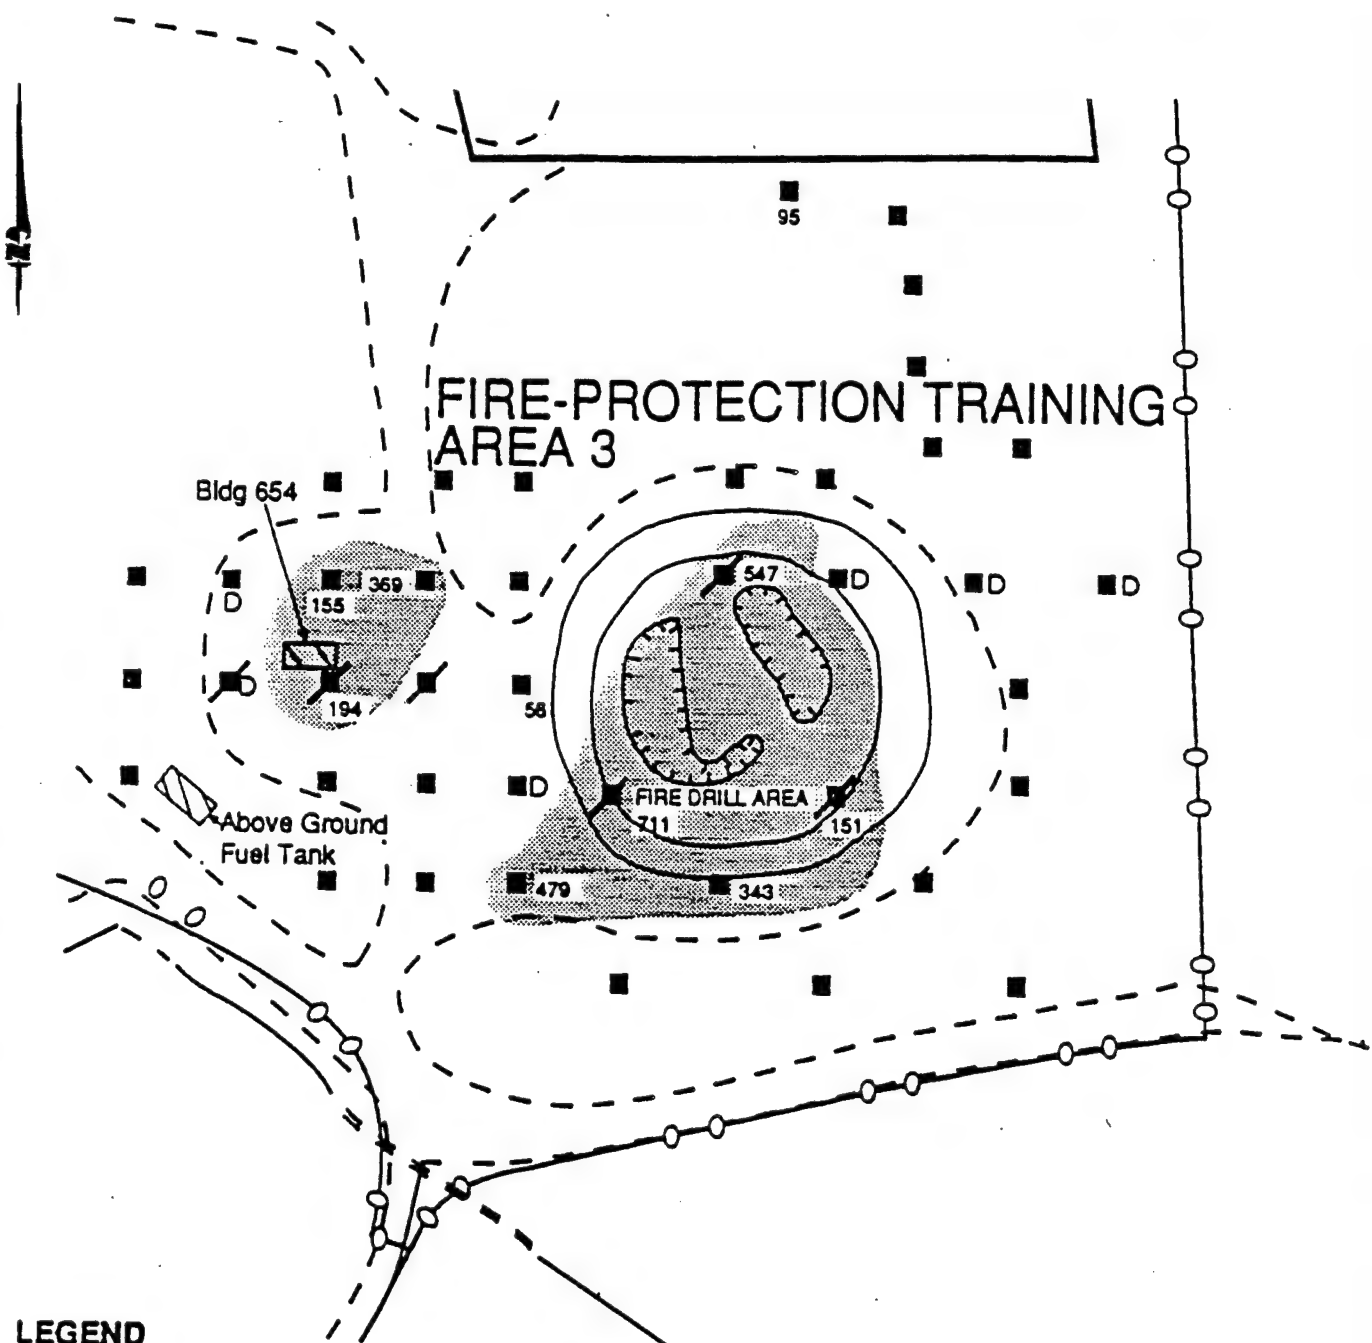 N
95
FIRE-PROTECTION TRAINING
AREA 3
Bldg 654
369
155
D
547
D
D
D
D
194
56
D
FIRE DRILL AREA
711
151
Above Ground
Fuel Tank
479
343
LEGEND